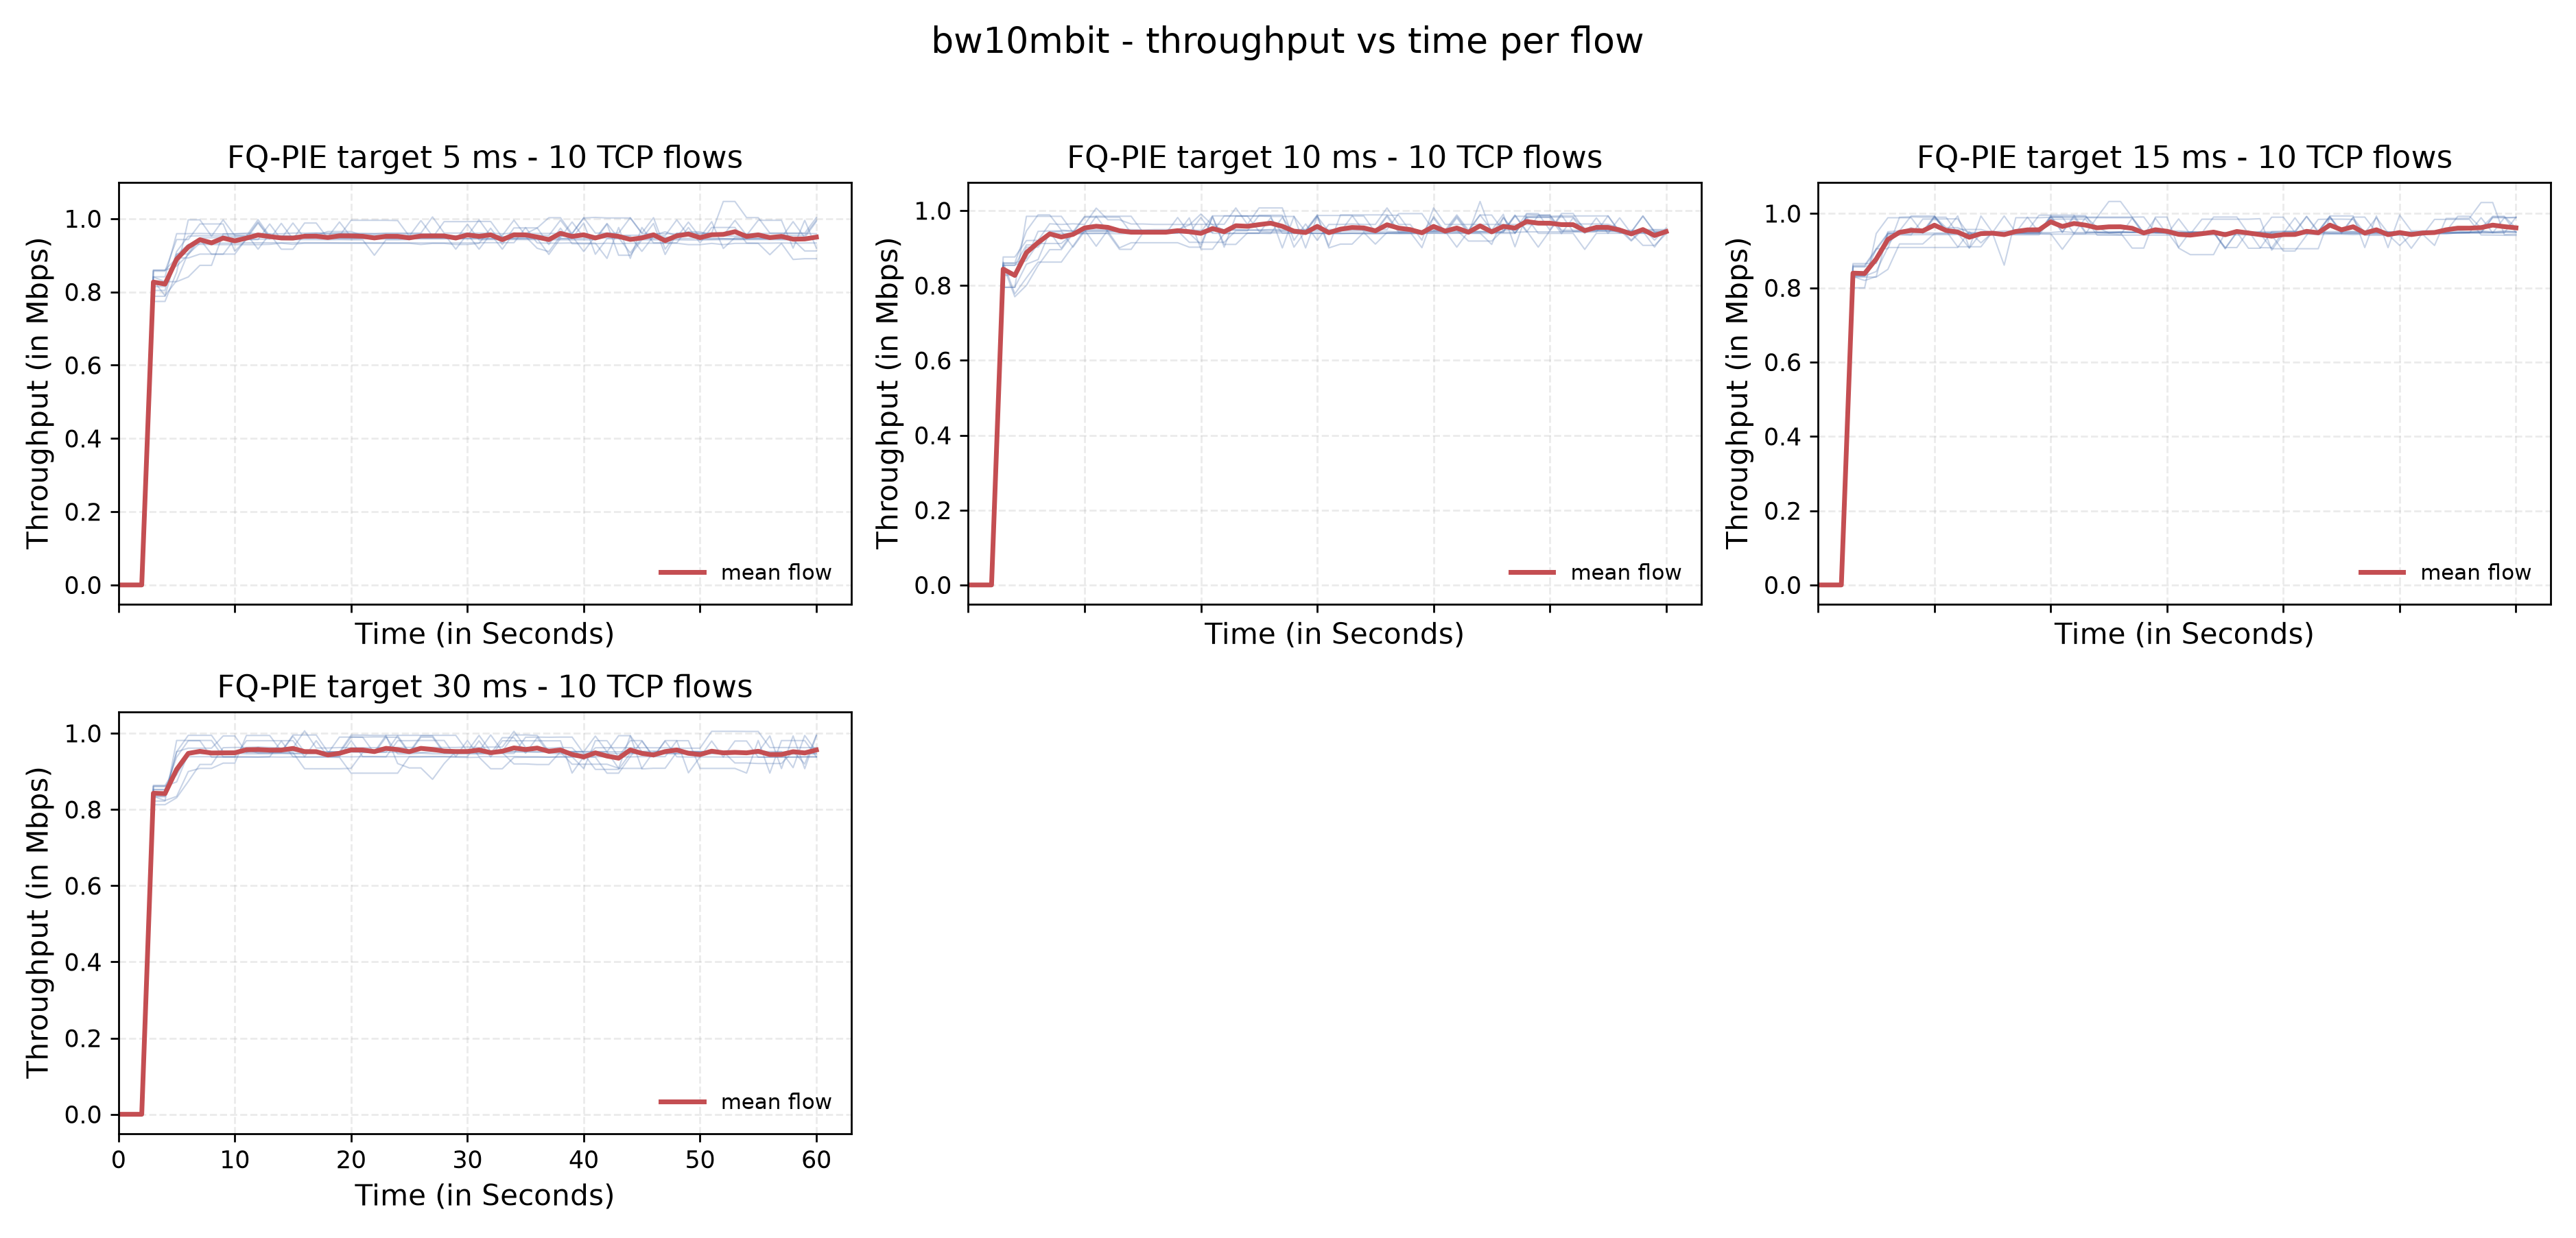 bw10mbit - throughput vs time per flow
FQ-PIE target 5 ms - 10 TCP flows
Throughput (in Mbps)
1.0
0.8
0.6
0.4
0.2
0.0
mean flow
Time (in Seconds)
FQ-PIE target 10 ms - 10 TCP flows
Throughput (in Mbps)
1.0
0.8
0.6
0.4
0.2
0.0
mean flow
Time (in Seconds)
FQ-PIE target 15 ms - 10 TCP flows
Throughput (in Mbps)
1.0
0.8
0.6
0.4
0.2
0.0
mean flow
Time (in Seconds)
FQ-PIE target 30 ms - 10 TCP flows
Throughput (in Mbps)
1.0
0.8
0.6
0.4
0.2
0.0
mean flow
0 10 20 30 40 50 60
Time (in Seconds)